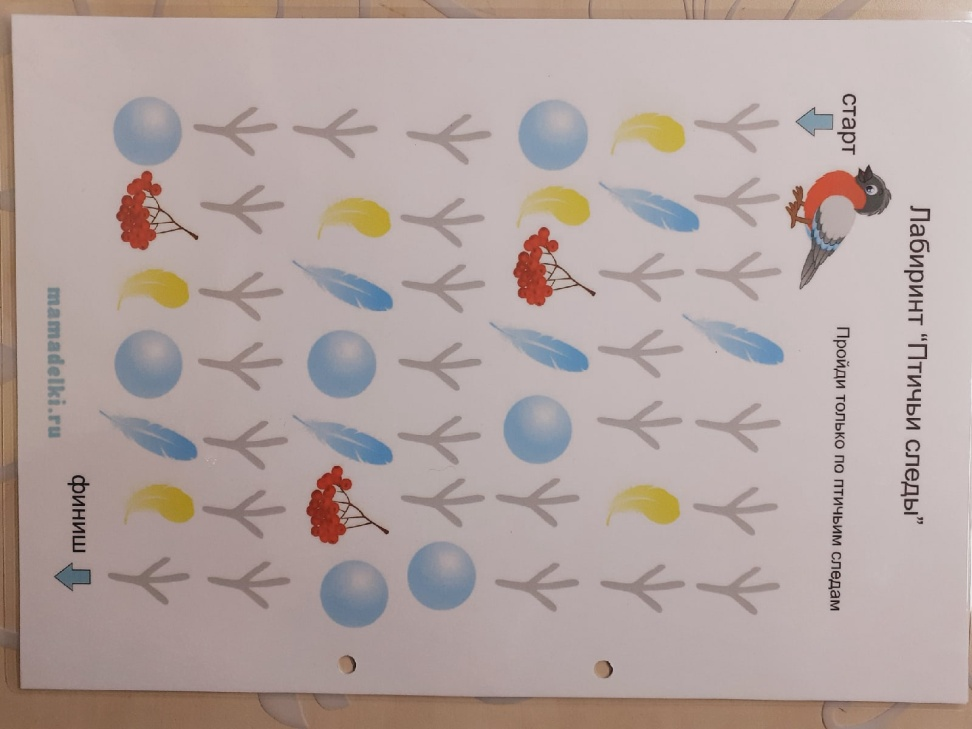 Лабиринт “Птичьи следы”
Пройди только по птичьим следам
старт
финиш
mamadelki.ru